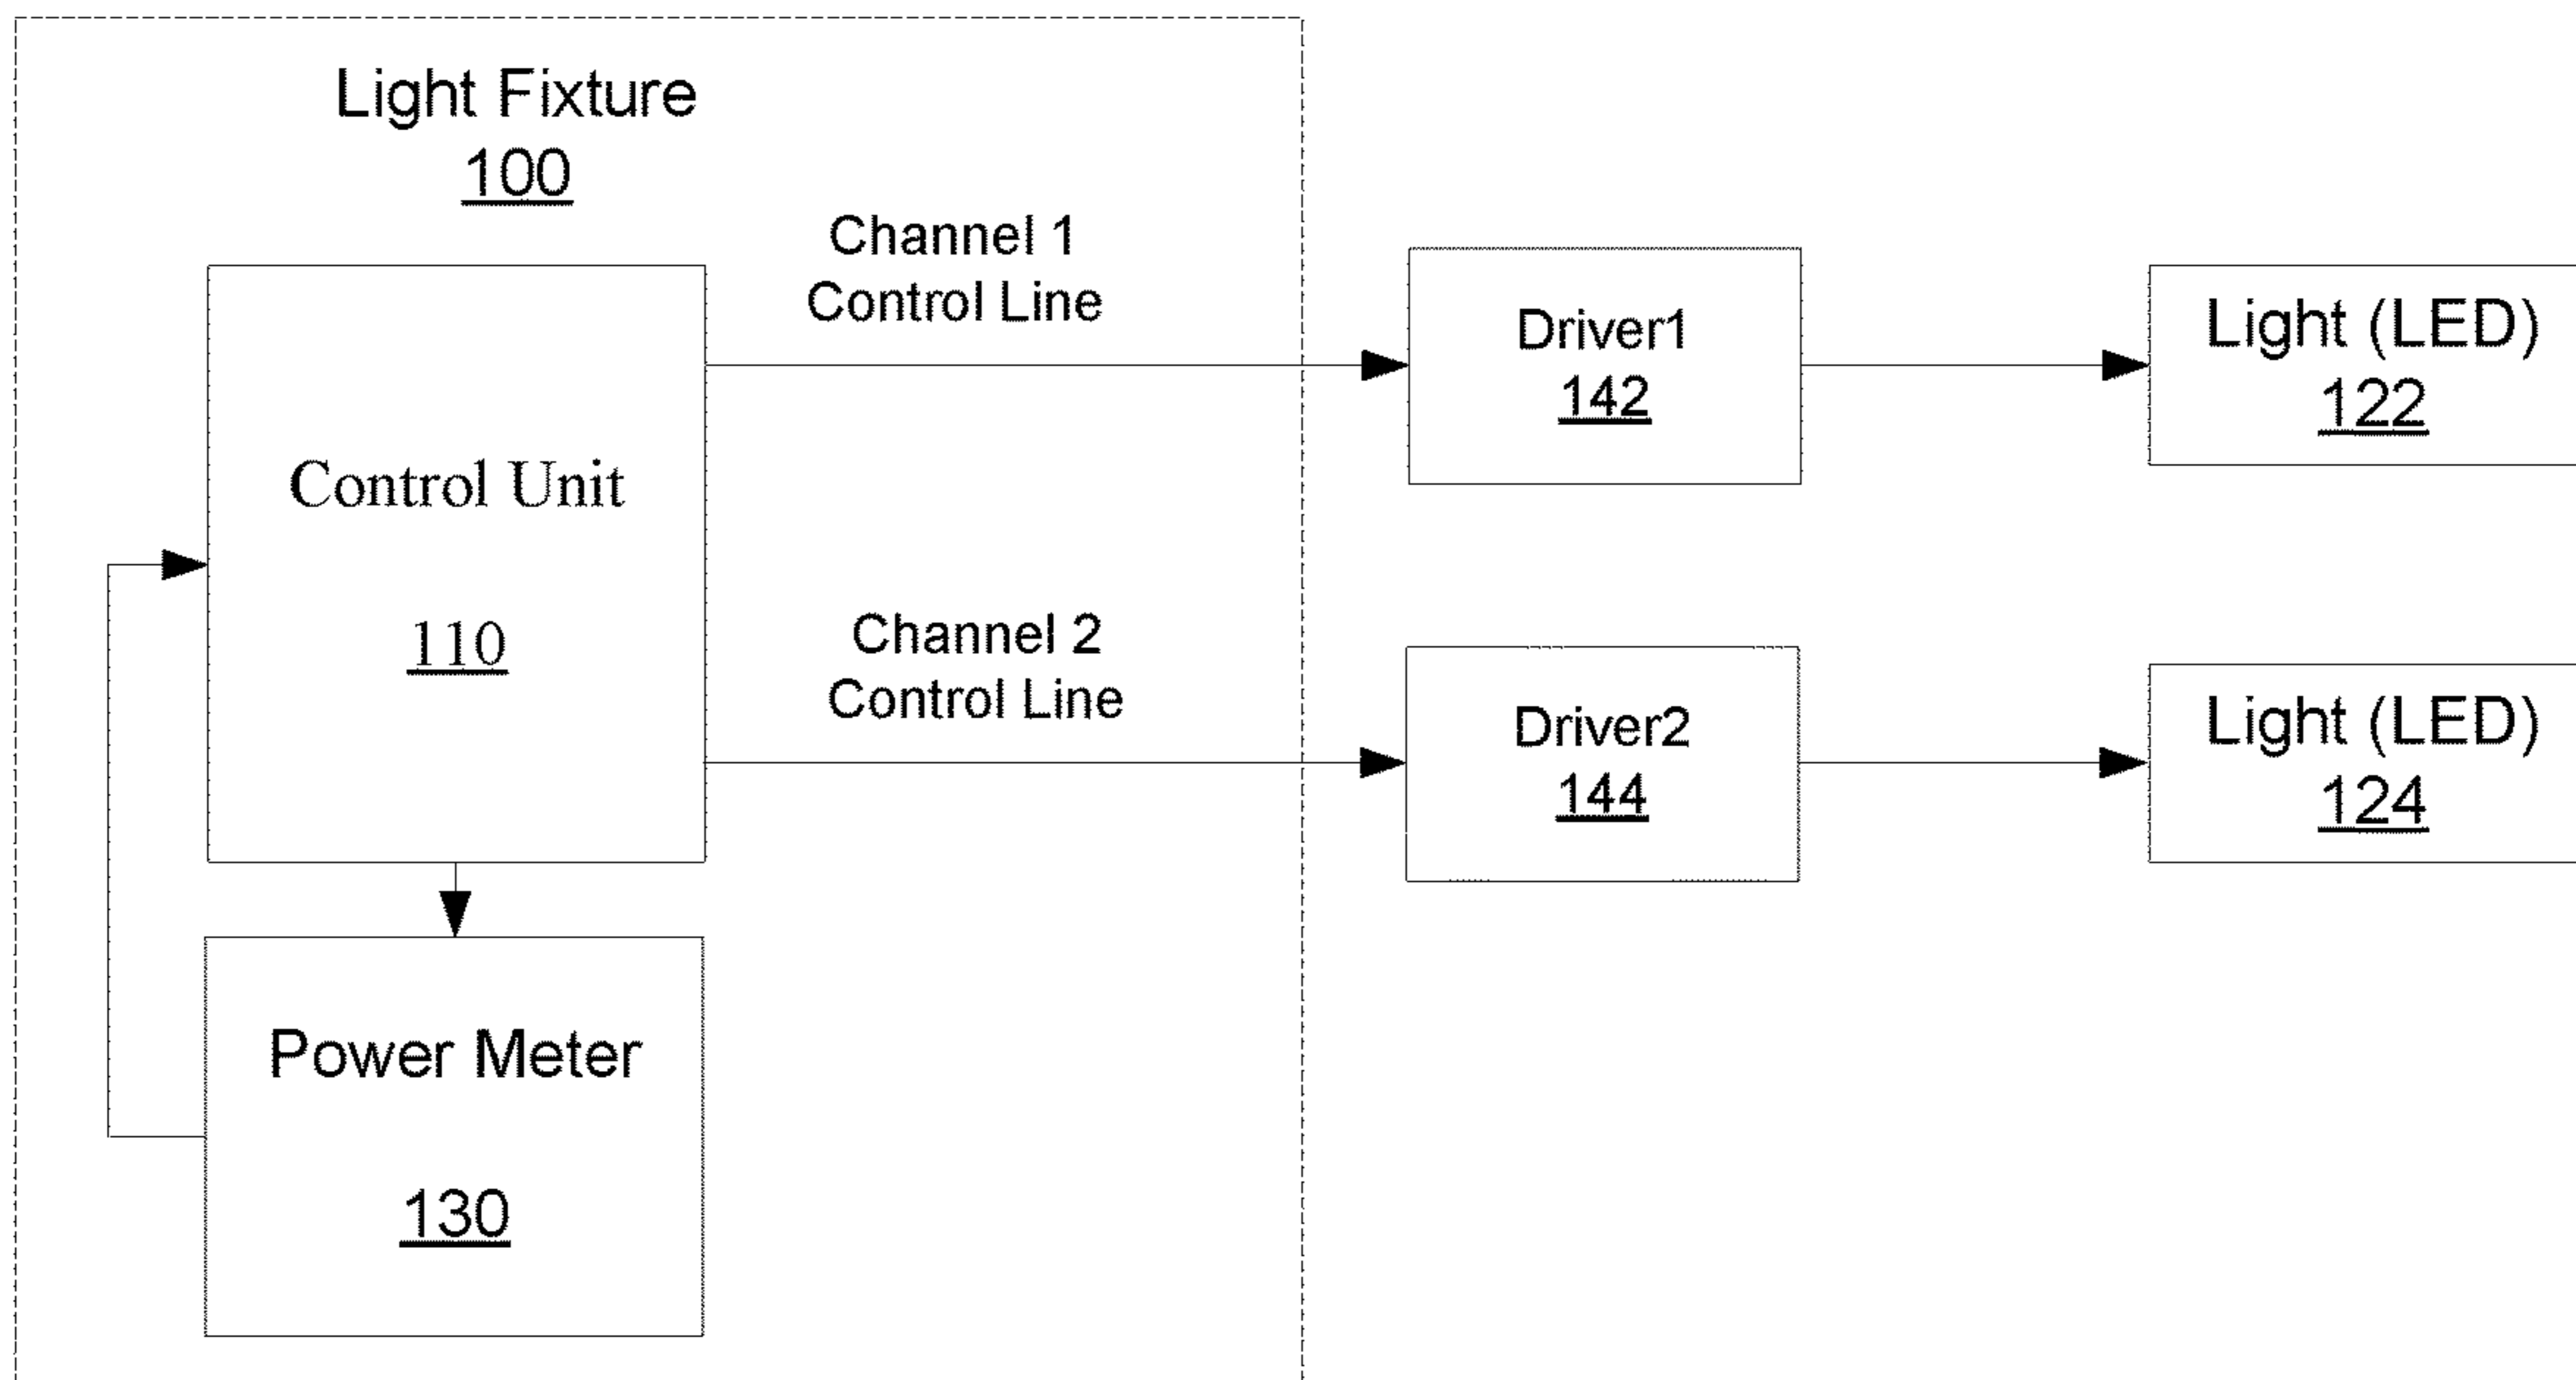 Light Fixture
100
Channel 1
Control Line
Driver1
142
Light (LED)
122
Control Unit
110
Channel 2
Control Line
Driver2
144
Light (LED)
124
Power Meter
130